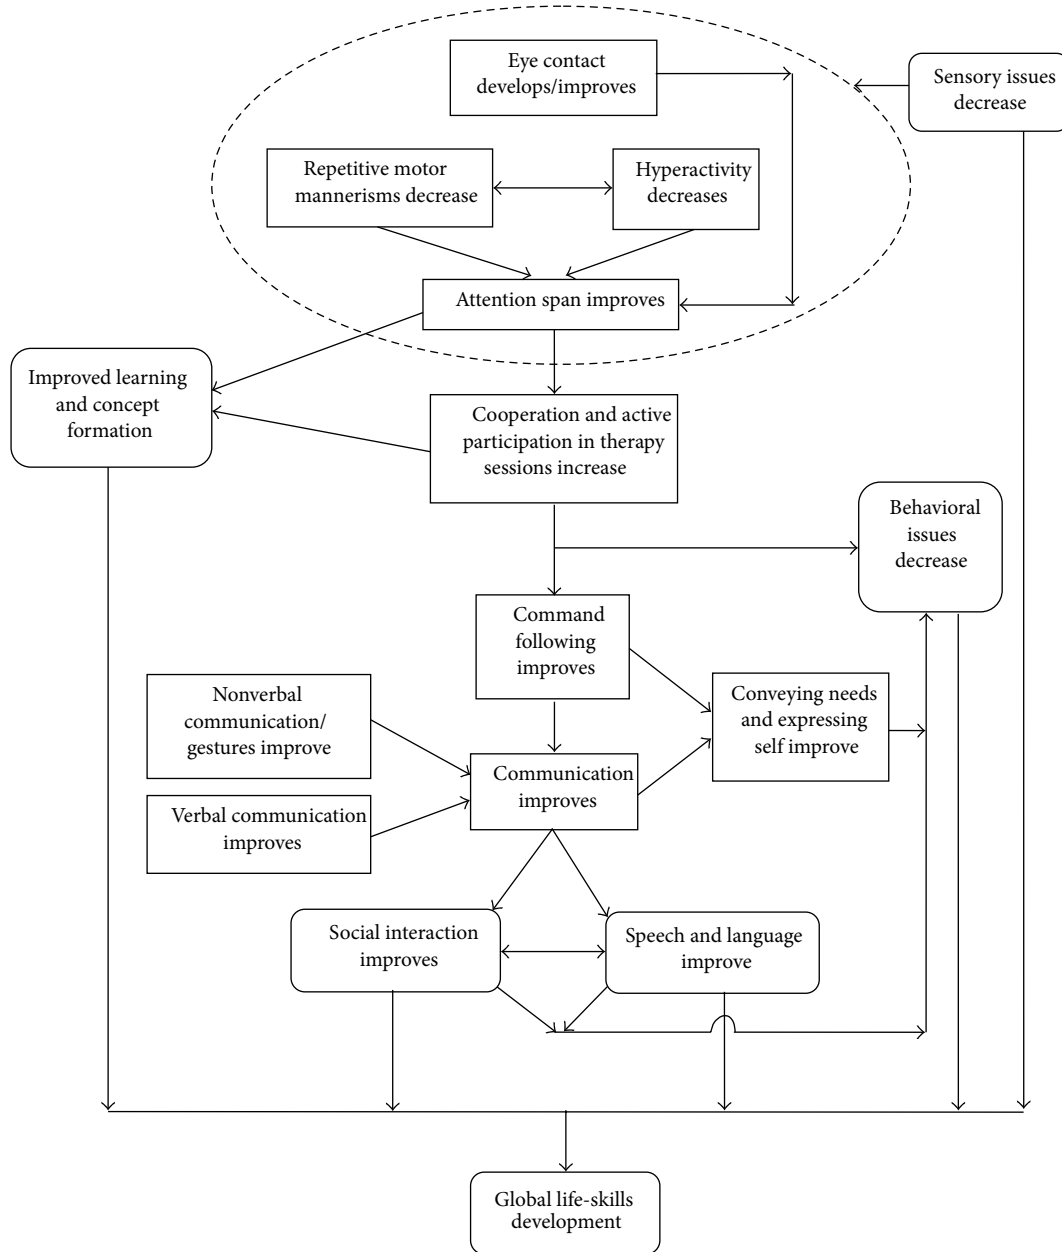 Eye contact
develops/improves
Sensory issues
decrease
Repetitive motor
mannerisms decrease
Hyperactivity
decreases
Attention span improves
Improved learning
and concept
formation
Cooperation and active
participation in therapy
sessions increase
Behavioral
issues
decrease
Command
following
improves
Nonverbal
communication/
gestures improve
Conveying needs
and expressing
self improve
Communication
improves
Verbal communication
improves
Social interaction
improves
Speech and language
improve
Global life-skills
development